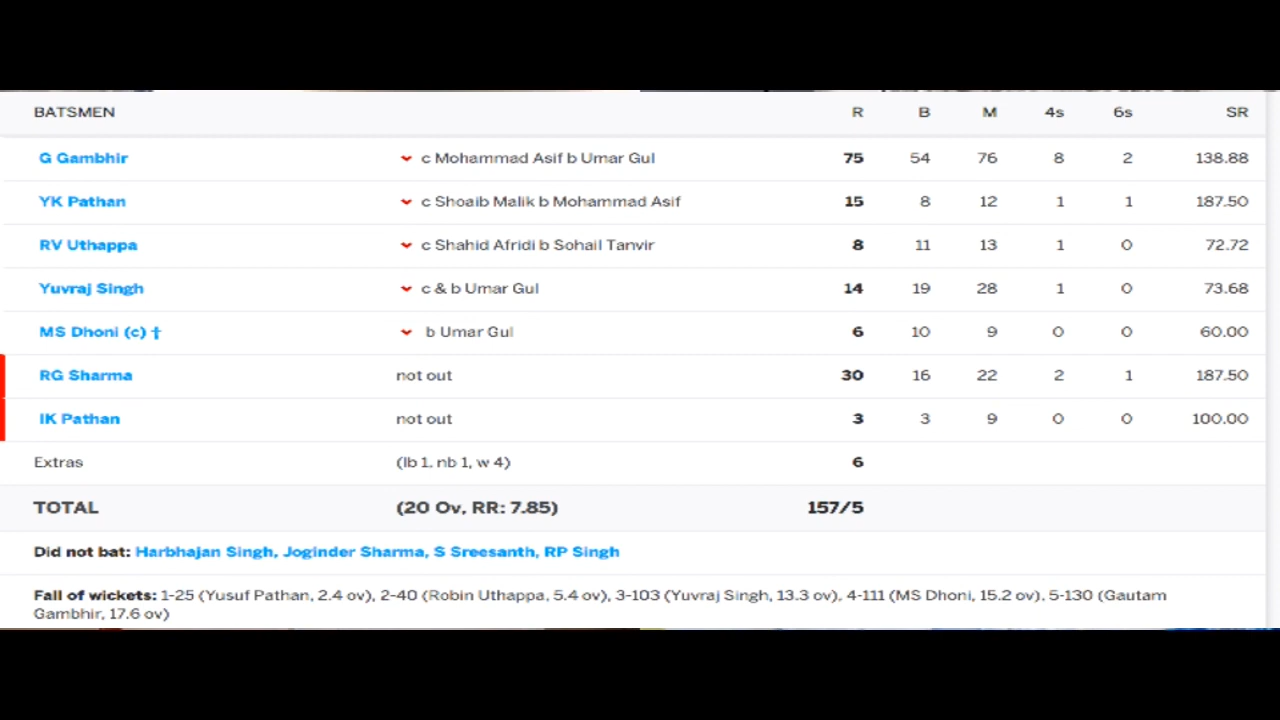 BATSMEN R B M 4s 6s SR
G Gambhir c Mohammad Asif b Umar Gul 75 54 76 8 2 138.88
YK Pathan c Shoaib Malik b Mohammad Asif 15 8 12 1 1 187.50
RV Uthappa c Shahid Afridi b Sohail Tanvir 8 11 13 1 0 72.72
Yuvraj Singh c & b Umar Gul 14 19 28 1 0 73.68
MS Dhoni (c) † b Umar Gul 6 10 9 0 0 60.00
RG Sharma not out 30 16 22 2 1 187.50
IK Pathan not out 3 3 9 0 0 100.00
Extras (lb 1, nb 1, w 4) 6
TOTAL (20 Ov, RR: 7.85) 157/5
Did not bat: Harbhajan Singh, Joginder Sharma, S Sreesanth, RP Singh
Fall of wickets: 1-25 (Yusuf Pathan, 2.4 ov), 2-40 (Robin Uthappa, 5.4 ov), 3-103 (Yuvraj Singh, 13.3 ov), 4-111 (MS Dhoni, 15.2 ov), 5-130 (Gautam
Gambhir, 17.6 ov)